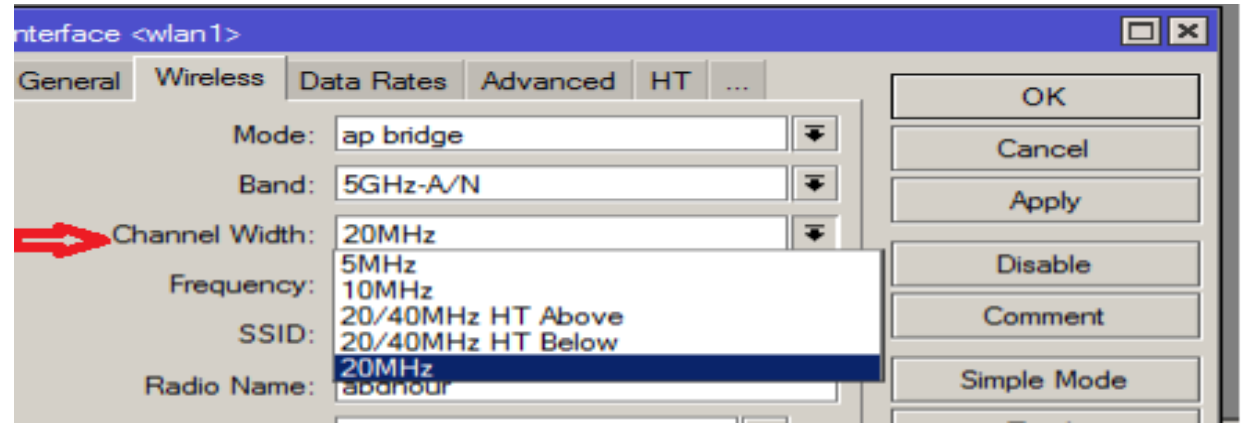 nterface <wlan1>
General Wireless Data Rates Advanced HT ...
OK
Mode: ap bridge
Cancel
Band: 5GHz-A/N
Apply
Channel Width: 20MHz
5MHz
Disable
Frequency:
10MHz
20/40MHz HT Above
Comment
SSID:
20/40MHz HT Below
20MHz
Radio Name: abdnour
Simple Mode